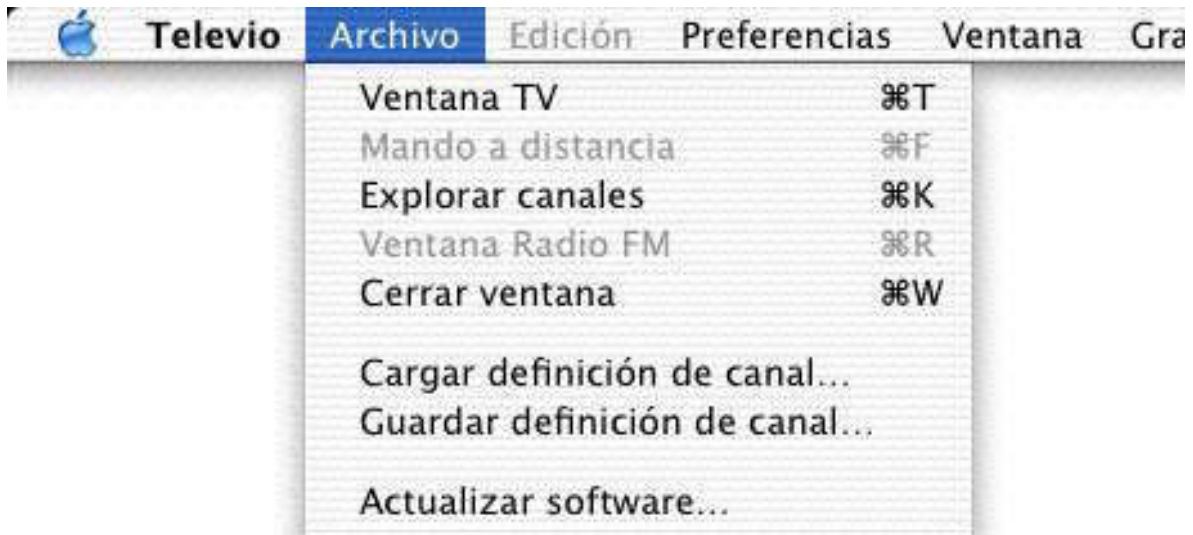 Televio Archivo Edición Preferencias Ventana Gra
Ventana TV ⌘T
Mando a distancia ⌘F
Explorar canales ⌘K
Ventana Radio FM ⌘R
Cerrar ventana ⌘W
Cargar definición de canal...
Guardar definición de canal...
Actualizar software...